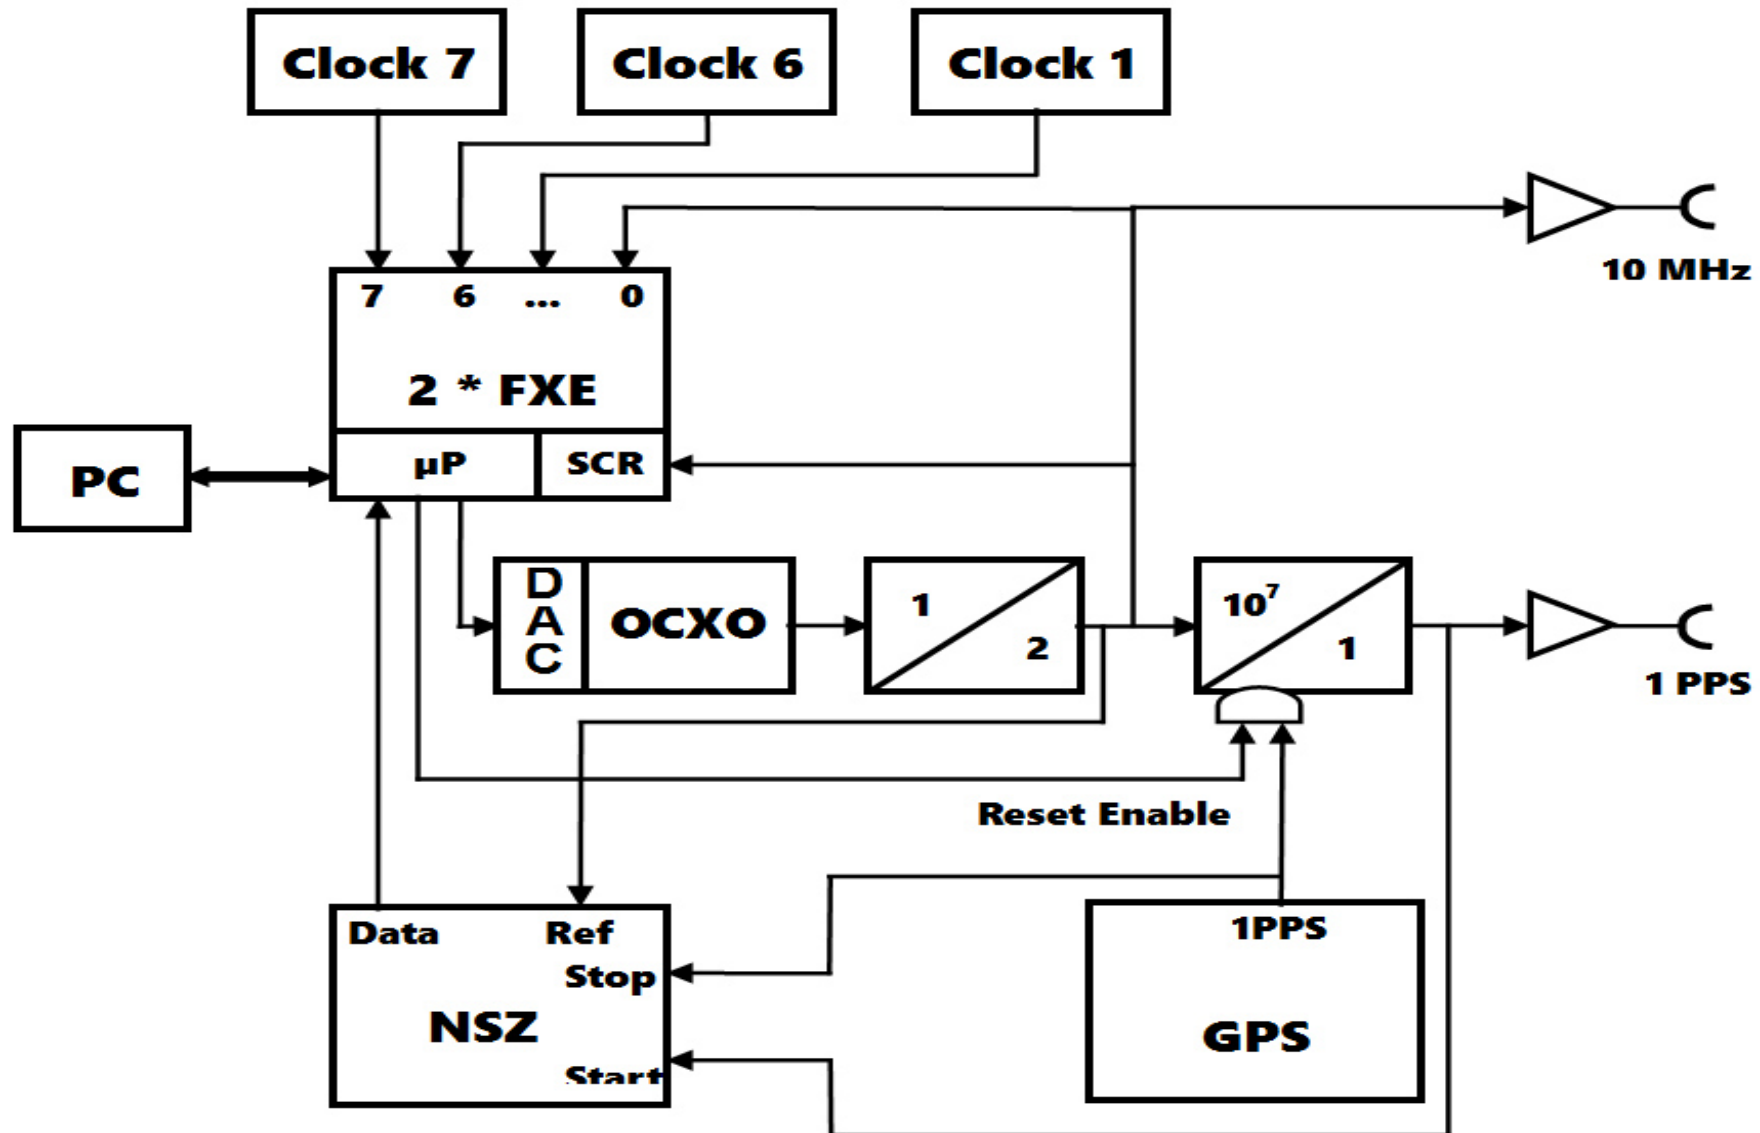 Clock 7
Clock 6
Clock 1
10 MHz
7 6 ... 0
2 * FXE
PC
µP
SCR
DAC
OCXO
1
2
10⁷
1
1 PPS
Reset Enable
Data
Ref
Stop
NSZ
Start
1PPS
GPS